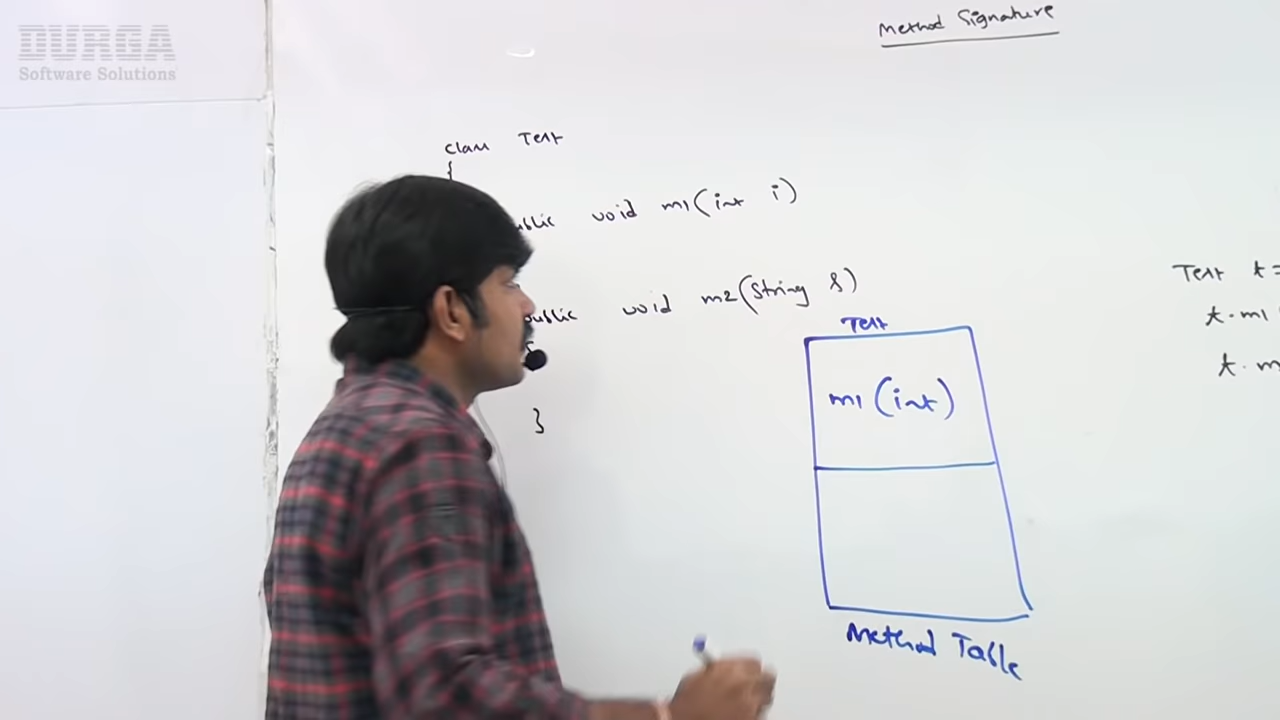 DURGA
Software Solutions
Method Signature
class Test
{
public void m1(int i)
public void m2(String s)
{
}
Test
m1(int)
Method Table
Test t=
t.m1
t.m